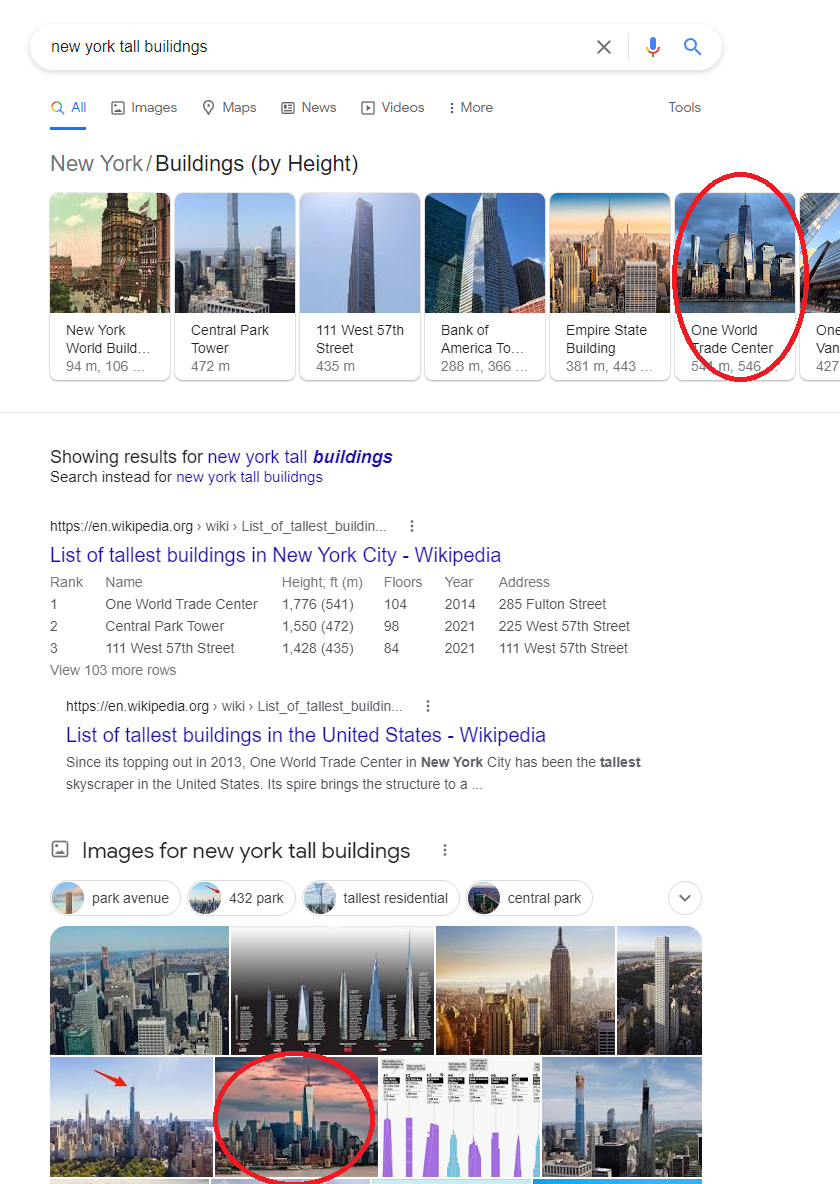 new york tall builidngs
All Images Maps News Videos More Tools
New York/Buildings (by Height)
New York World Build...
94 m, 106 ...
Central Park Tower
472 m
111 West 57th Street
435 m
Bank of America To...
288 m, 366 ...
Empire State Building
381 m, 443 ...
One World Trade Center
541 m, 546 ...
One
Van
427
Showing results for new york tall buildings
Search instead for new york tall builidngs
https://en.wikipedia.org › wiki › List_of_tallest_buildin...
List of tallest buildings in New York City - Wikipedia
Rank Name Height; ft (m) Floors Year Address
1 One World Trade Center 1,776 (541) 104 2014 285 Fulton Street
2 Central Park Tower 1,550 (472) 98 2021 225 West 57th Street
3 111 West 57th Street 1,428 (435) 84 2021 111 West 57th Street
View 103 more rows
https://en.wikipedia.org › wiki › List_of_tallest_buildin...
List of tallest buildings in the United States - Wikipedia
Since its topping out in 2013, One World Trade Center in New York City has been the tallest
skyscraper in the United States. Its spire brings the structure to a ...
Images for new york tall buildings
park avenue 432 park tallest residential central park